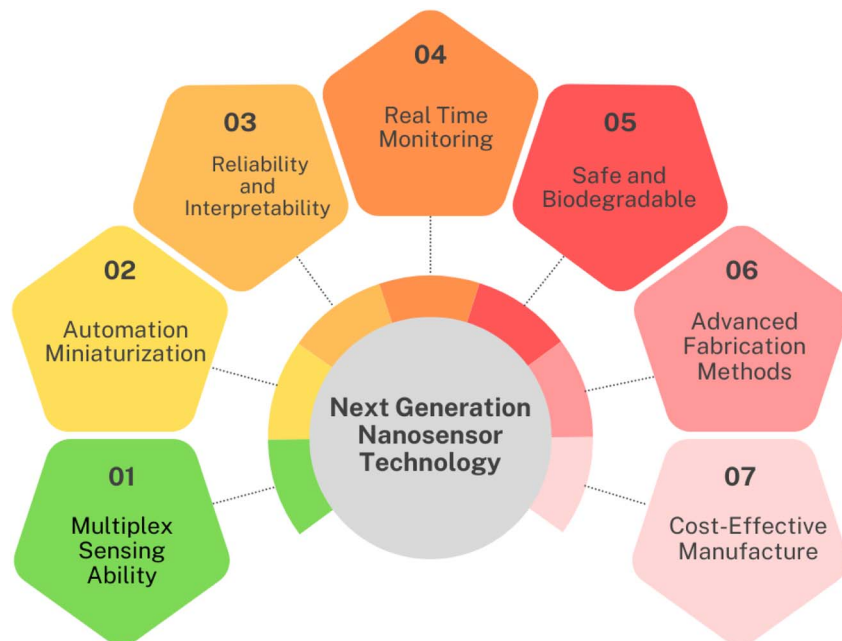 01
Multiplex
Sensing
Ability
02
Automation
Miniaturization
03
Reliability
and
Interpretability
04
Real Time
Monitoring
05
Safe and
Biodegradable
06
Advanced
Fabrication
Methods
07
Cost-Effective
Manufacture
Next Generation
Nanosensor
Technology